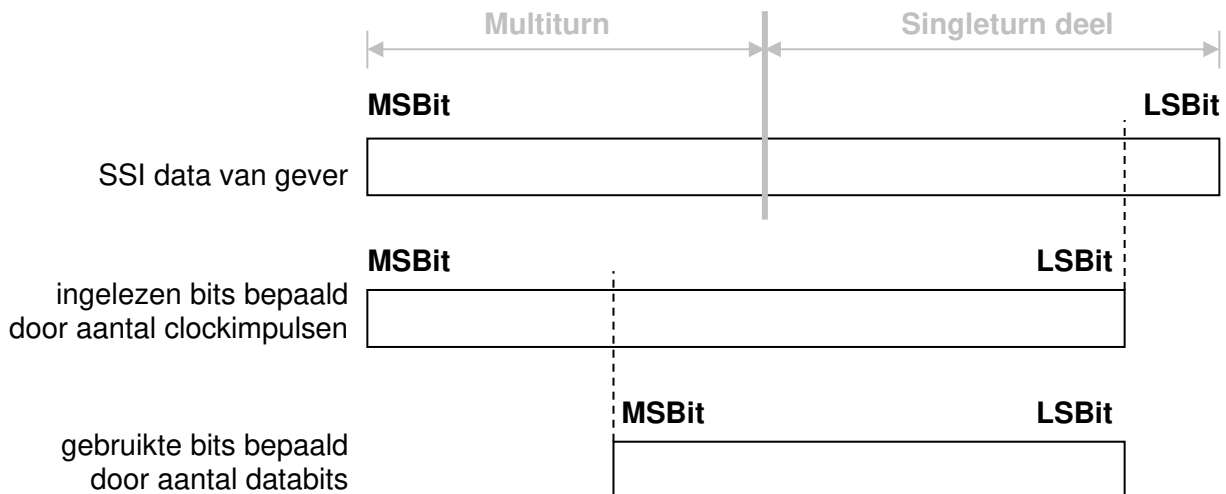 Multiturn Singleturn deel
MSBit LSBit
SSI data van gever
MSBit LSBit
ingelezen bits bepaald
door aantal clockimpulsen
MSBit LSBit
gebruikte bits bepaald
door aantal databits